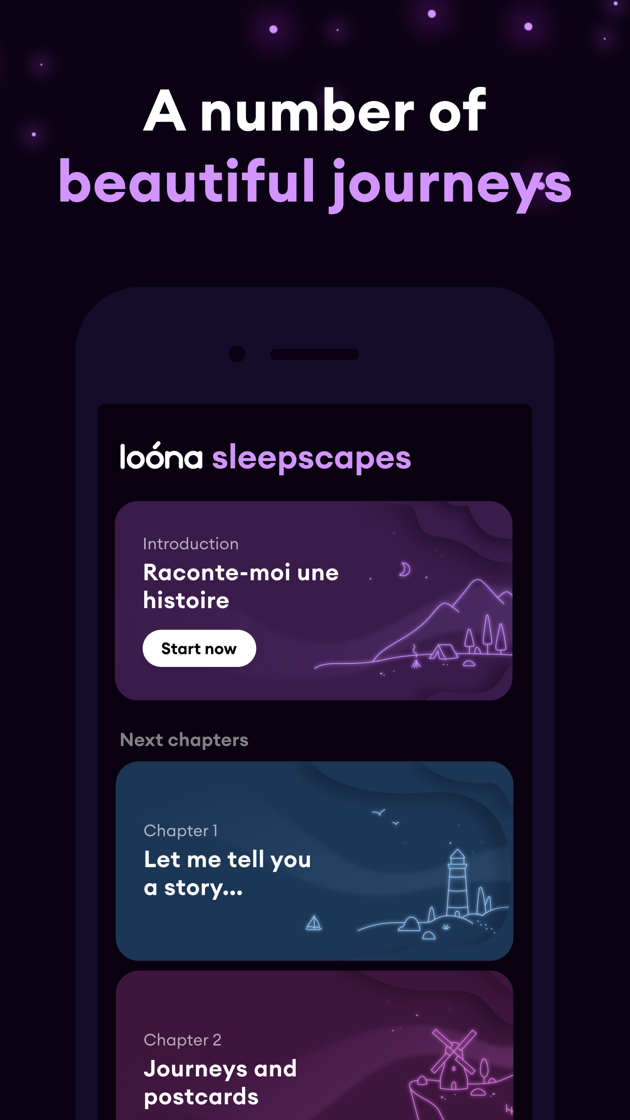 A number of
beautiful journeys
loóna sleepscapes
Introduction
Raconte-moi une
histoire
Start now
Next chapters
Chapter 1
Let me tell you
a story...
Chapter 2
Journeys and
postcards